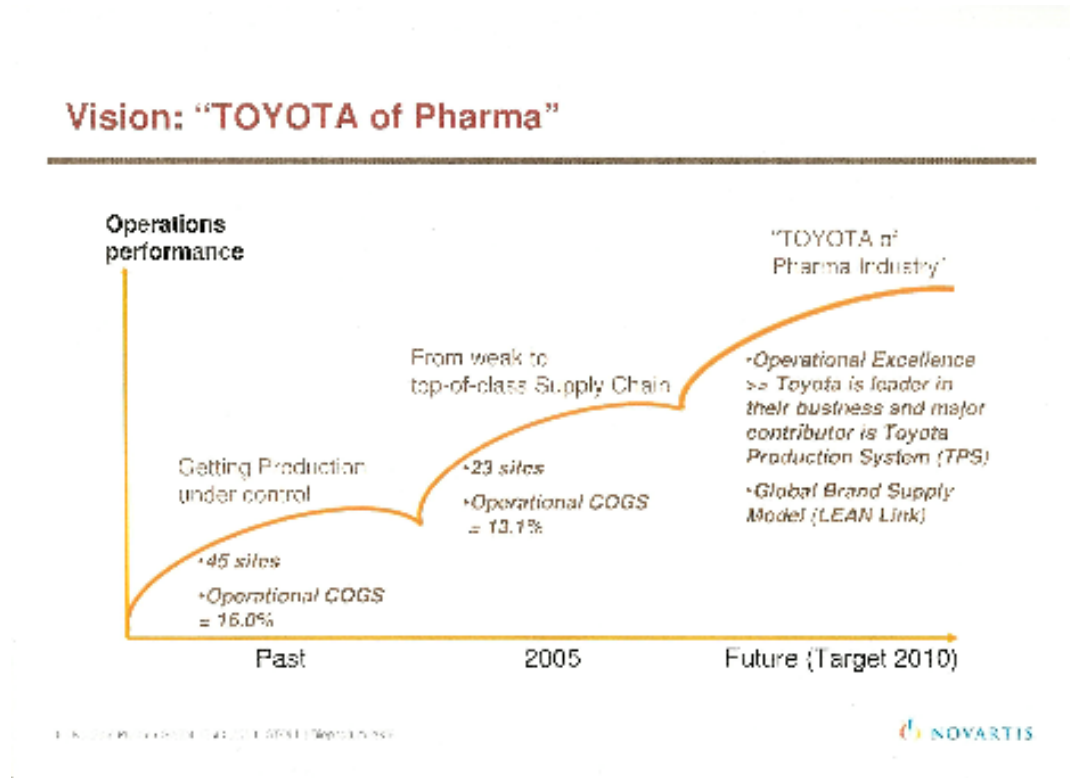 Vision: “TOYOTA of Pharma”
Operations
performance
"TOYOTA of
Pharma Industry"
From weak to
top-of-class Supply Chain
•Operational Excellence
>> Toyota is leader in
their business and major
contributor is Toyota
Production System (TPS)
•Global Brand Supply
Model (LEAN Link)
Getting Production
under control
•23 sites
•Operational COGS
= 13.1%
•45 sites
•Operational COGS
= 16.0%
Past
2005
Future (Target 2010)
NOVARTIS